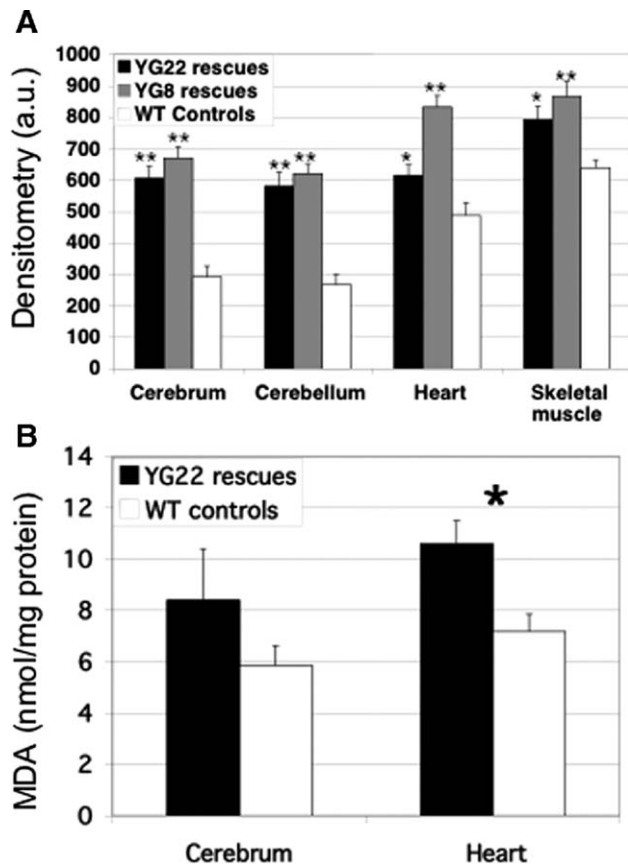 A
Densitometry (a.u.)
1000
900
800
700
600
500
400
300
200
100
0
YG22 rescues
YG8 rescues
WT Controls
** ** ** ** * ** * **
Cerebrum Cerebellum Heart Skeletal
muscle
B
MDA (nmol/mg protein)
14
12
10
8
6
4
2
0
YG22 rescues
WT controls
*
Cerebrum Heart